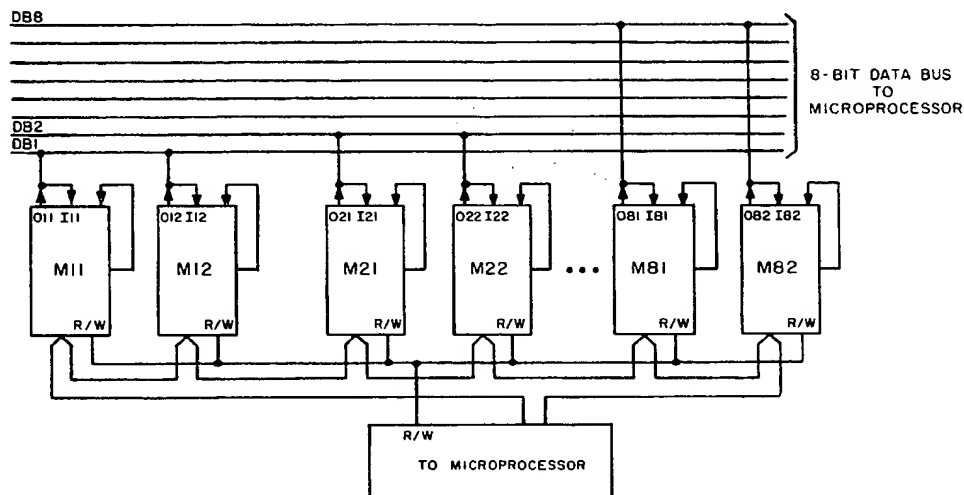 DB8
8-BIT DATA BUS
TO
MICROPROCESSOR
DB2
DB1
O11 I11
O12 I12
O21 I21
O22 I22
O81 I81
O82 I82
M11
M12
M21
M22
M81
M82
R/W
R/W
R/W
R/W
R/W
R/W
R/W
TO MICROPROCESSOR